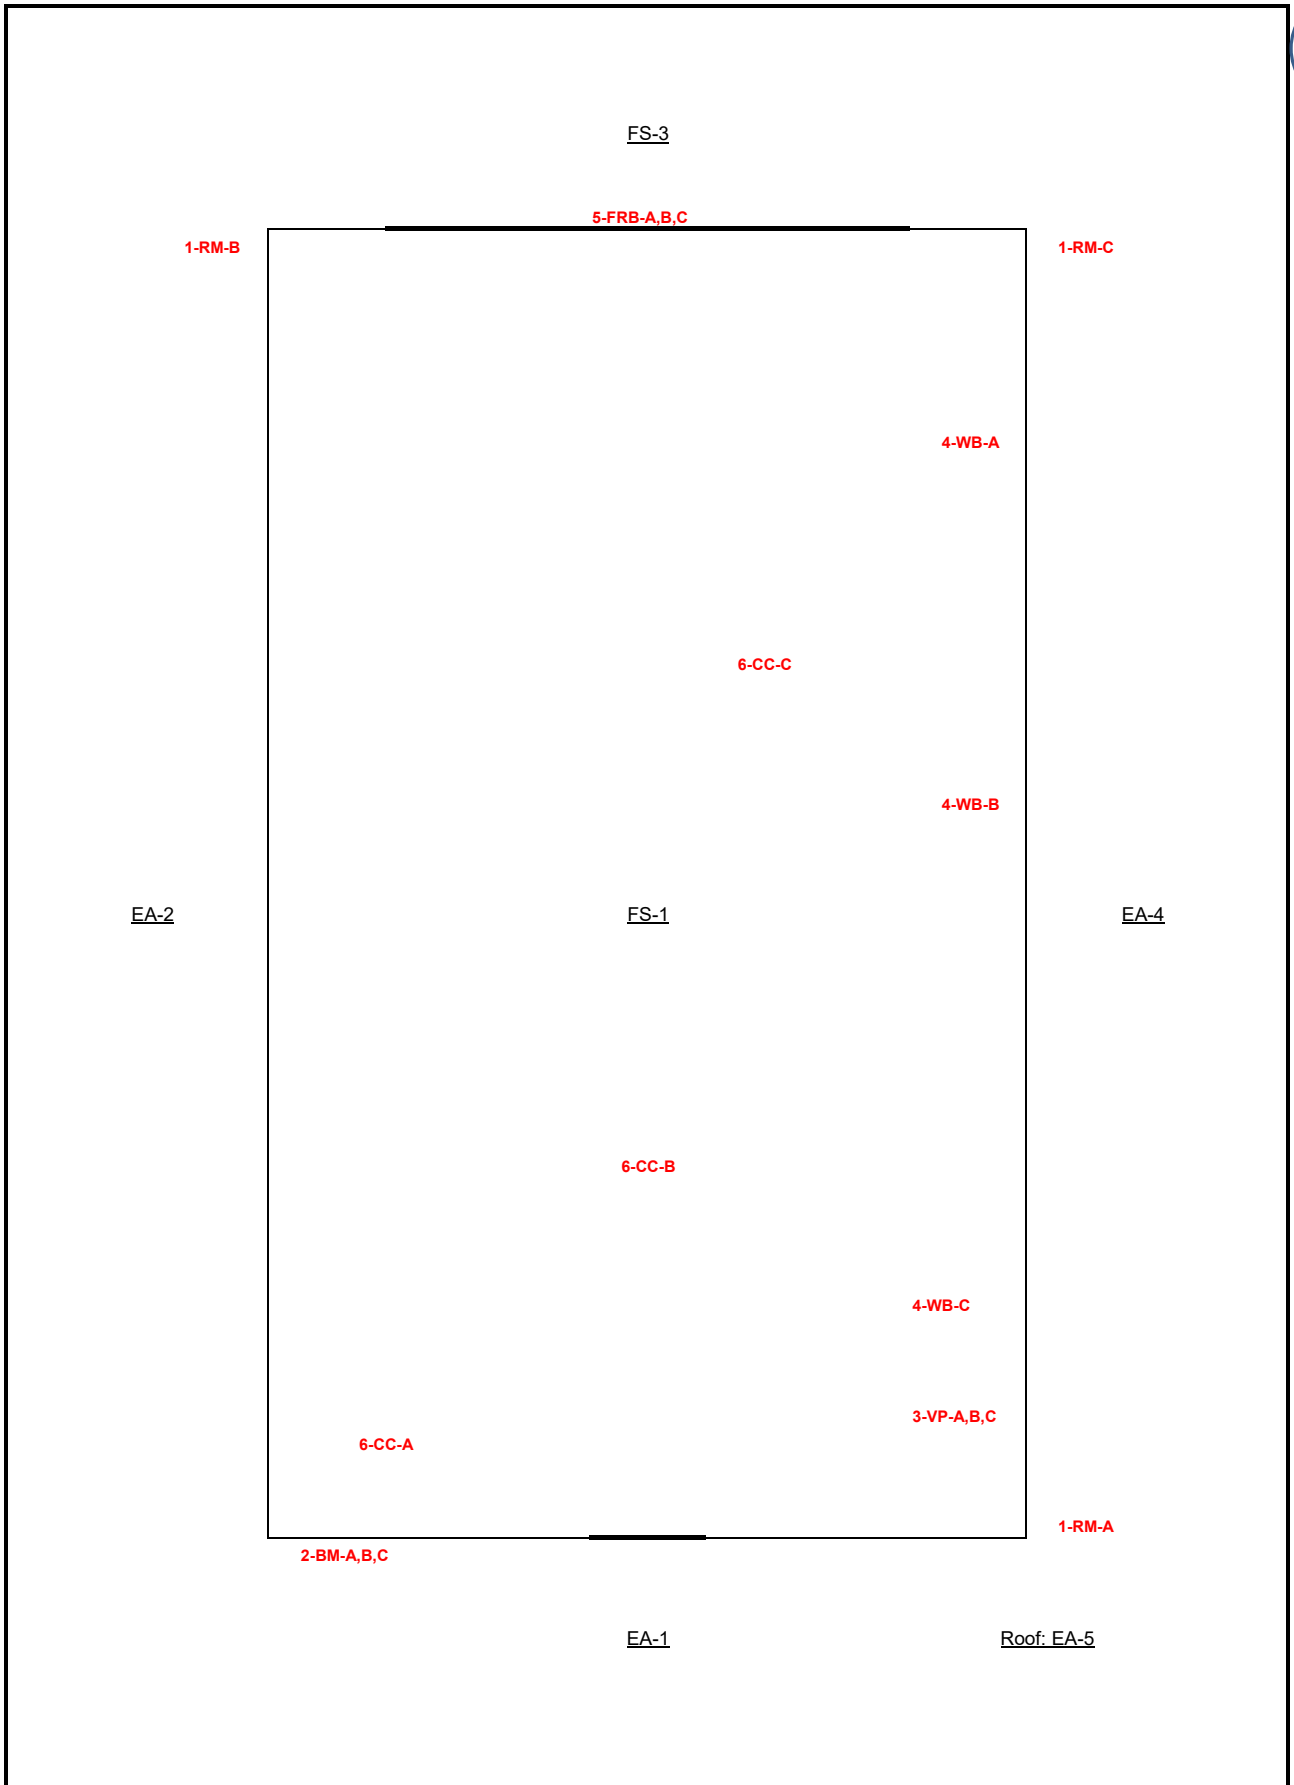 FS-3
5-FRB-A,B,C
1-RM-B
1-RM-C
4-WB-A
6-CC-C
4-WB-B
EA-2
FS-1
EA-4
6-CC-B
4-WB-C
3-VP-A,B,C
6-CC-A
1-RM-A
2-BM-A,B,C
EA-1
Roof: EA-5